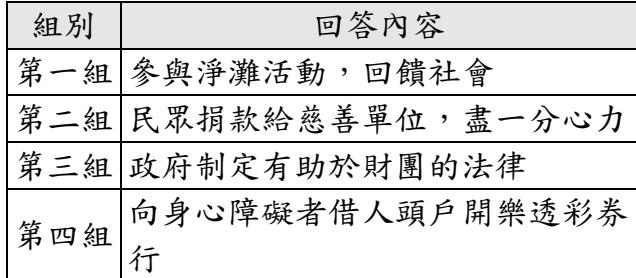 組別 回答內容
第一組 參與淨灘活動，回饋社會
第二組 民眾捐款給慈善單位，盡一分心力
第三組 政府制定有助於財團的法律
第四組 向身心障礙者借人頭戶開樂透彩券
行